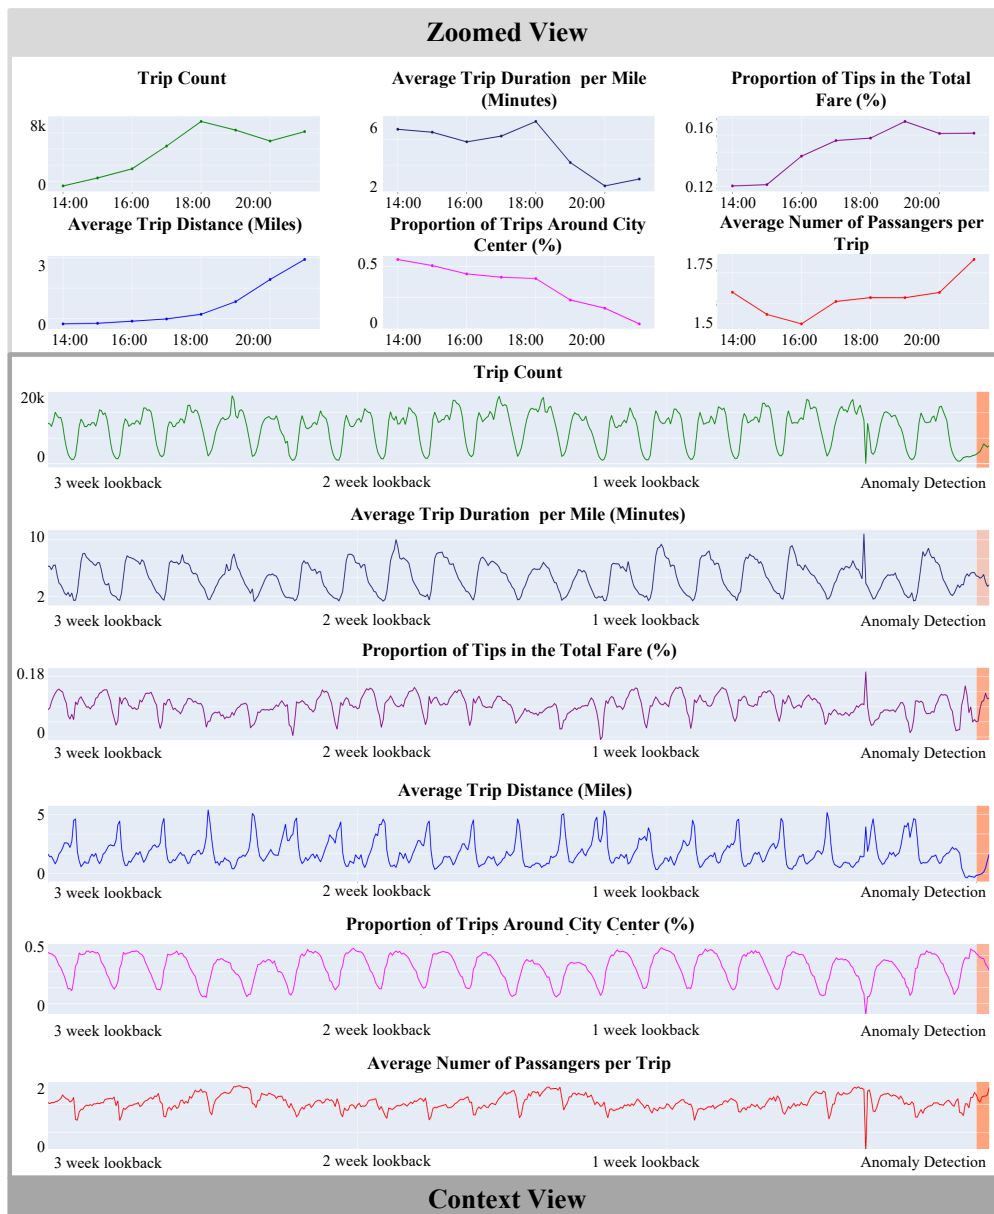 Zoomed View
Trip Count
Average Trip Duration per Mile
(Minutes)
Proportion of Tips in the Total
Fare (%)
8k
0
14:00 16:00 18:00 20:00
6
2
14:00 16:00 18:00 20:00
0.16
0.12
14:00 16:00 18:00 20:00
Average Trip Distance (Miles)
Proportion of Trips Around City
Center (%)
Average Numer of Passangers per
Trip
3
0
14:00 16:00 18:00 20:00
0.5
0
14:00 16:00 18:00 20:00
1.75
1.5
14:00 16:00 18:00 20:00
Trip Count
20k
0
3 week lookback 2 week lookback 1 week lookback Anomaly Detection
Average Trip Duration per Mile (Minutes)
10
2
3 week lookback 2 week lookback 1 week lookback Anomaly Detection
Proportion of Tips in the Total Fare (%)
0.18
0
3 week lookback 2 week lookback 1 week lookback Anomaly Detection
Average Trip Distance (Miles)
5
0
3 week lookback 2 week lookback 1 week lookback Anomaly Detection
Proportion of Trips Around City Center (%)
0.5
0
3 week lookback 2 week lookback 1 week lookback Anomaly Detection
Average Numer of Passangers per Trip
2
0
3 week lookback 2 week lookback 1 week lookback Anomaly Detection
Context View